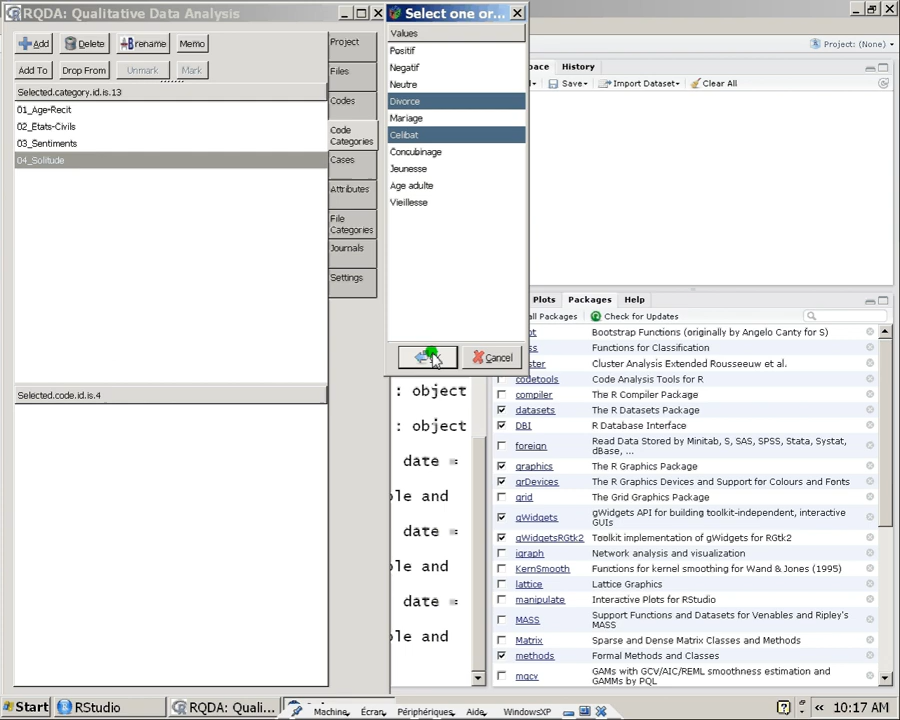 RQDA: Qualitative Data Analysis
Add
Delete
rename
Memo
Add To
Drop From
Unmark
Mark
Selected.category.id.is.13
01_Age-Recit
02_Etats-Civils
03_Sentiments
04_Solitude
Selected.code.id.is.4
Project
Files
Codes
Code
Categories
Cases
Attributes
File
Categories
Journals
Settings
Select one or...
Values
Positif
Negatif
Neutre
Divorce
Mariage
Celibat
Concubinage
Jeunesse
Age adulte
Vieillesse
Cancel
Project: (None)
History
Save
Import Dataset
Clear All
: object
: object
date =
and
date =
and
date =
and
Plots
Packages
Help
Check for Updates
Bootstrap Functions (originally by Angelo Canty for S)
Functions for Classification
Cluster Analysis Extended Rousseeuw et al.
codetools Code Analysis Tools for R
compiler The R Compiler Package
datasets The R Datasets Package
DBI R Database Interface
foreign Read Data Stored by Minitab, S, SAS, SPSS, Stata, Systat,
dBase, ...
graphics The R Graphics Package
grDevices The R Graphics Devices and Support for Colours and Fonts
grid The Grid Graphics Package
gWidgets gWidgets API for building toolkit-independent, interactive
GUIs
gWidgetsRGtk2 Toolkit implementation of gWidgets for RGtk2
igraph Network analysis and visualization
KernSmooth Functions for kernel smoothing for Wand & Jones (1995)
lattice Lattice Graphics
manipulate Interactive Plots for RStudio
MASS Support Functions and Datasets for Venables and Ripley's
MASS
Matrix Sparse and Dense Matrix Classes and Methods
methods Formal Methods and Classes
mgcv GAMs with GCV/AIC/REML smoothness estimation and
GAMMs by PQL
Start
RStudio
RQDA: Quali...
10:17 AM
Machine
Écran
Périphériques
Aide
WindowsXP